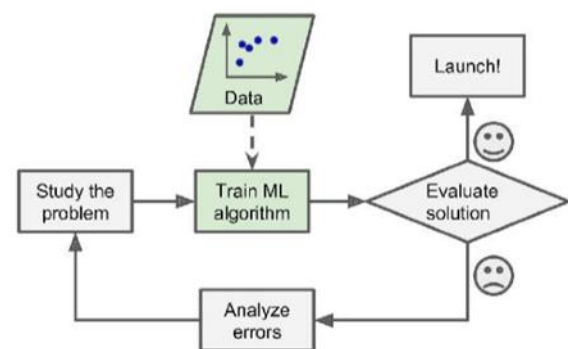 Data
Launch!
Study the
problem
Train ML
algorithm
Evaluate
solution
Analyze
errors